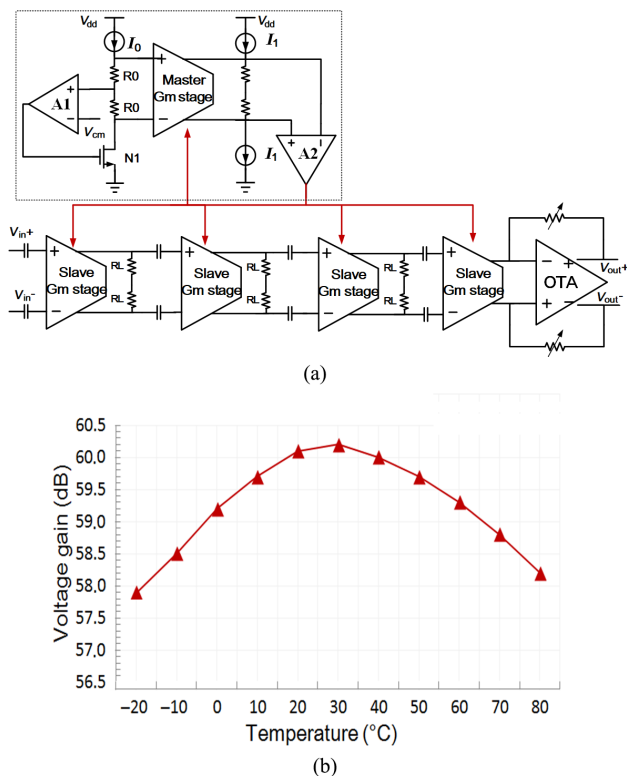 Vdd
Vdd
I0
I1
R0
+
+
Master
Gm stage
A1
R0
Vcm
N1
I1
A2
Vin+
Vin-
Slave
Gm stage
RL
RL
Slave
Gm stage
RL
RL
Slave
Gm stage
RL
RL
Slave
Gm stage
OTA
Vout+
Vout-
(a)
Voltage gain (dB)
60.5
60.0
59.5
59.0
58.5
58.0
57.5
57.0
56.5
−20 −10 0 10 20 30 40 50 60 70 80
Temperature (°C)
(b)